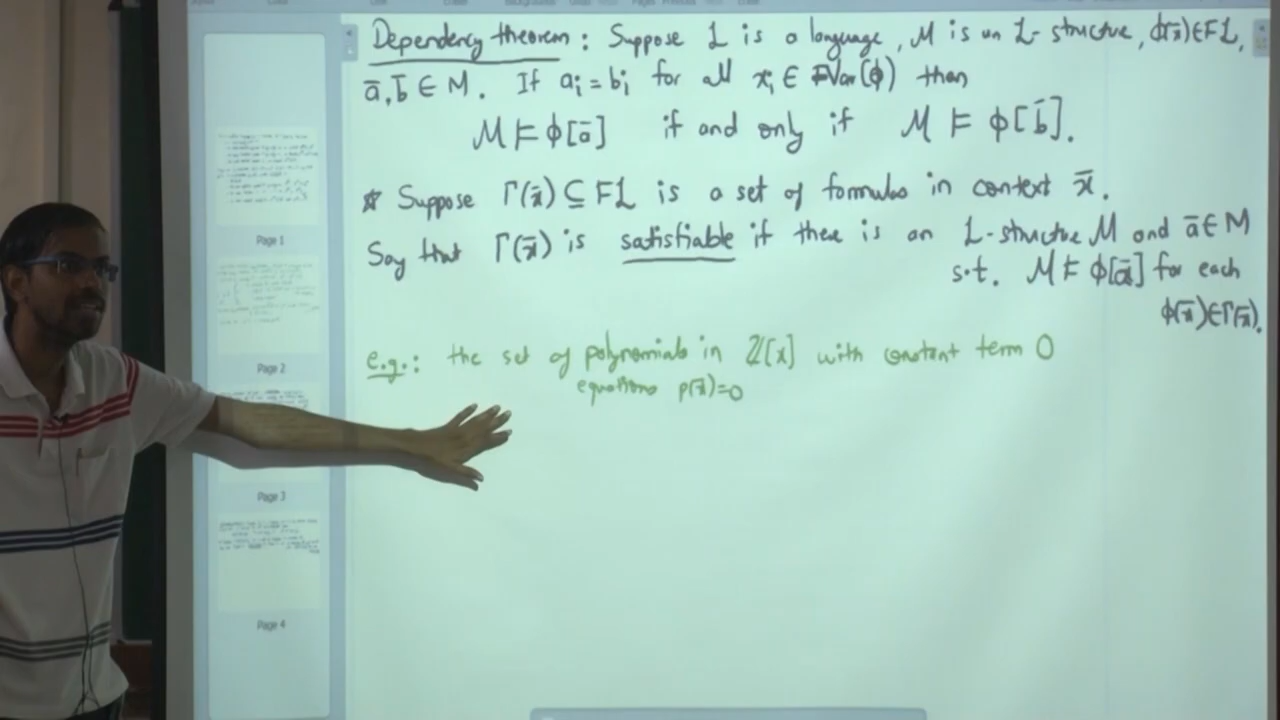 Dependency theorem : Suppose L is a language, M is an L-structure, ϕ(x̄)∈FL,
ā, b̄ ∈ M. If aᵢ = bᵢ for all xᵢ ∈ FVar(ϕ) then
M ⊨ ϕ[ā] if and only if M ⊨ ϕ[b̄].
* Suppose Γ(x̄) ⊆ FL is a set of formulas in context x̄.
Say that Γ(x̄) is satisfiable if there is an L-structure M and ā∈M
s.t. M ⊨ ϕ[ā] for each
ϕ(x̄)∈Γ(x̄).
e.g.: the set of polynomials in ℤ[x] with constant term 0
equations p(x̄)=0
Page 1
Page 2
Page 3
Page 4